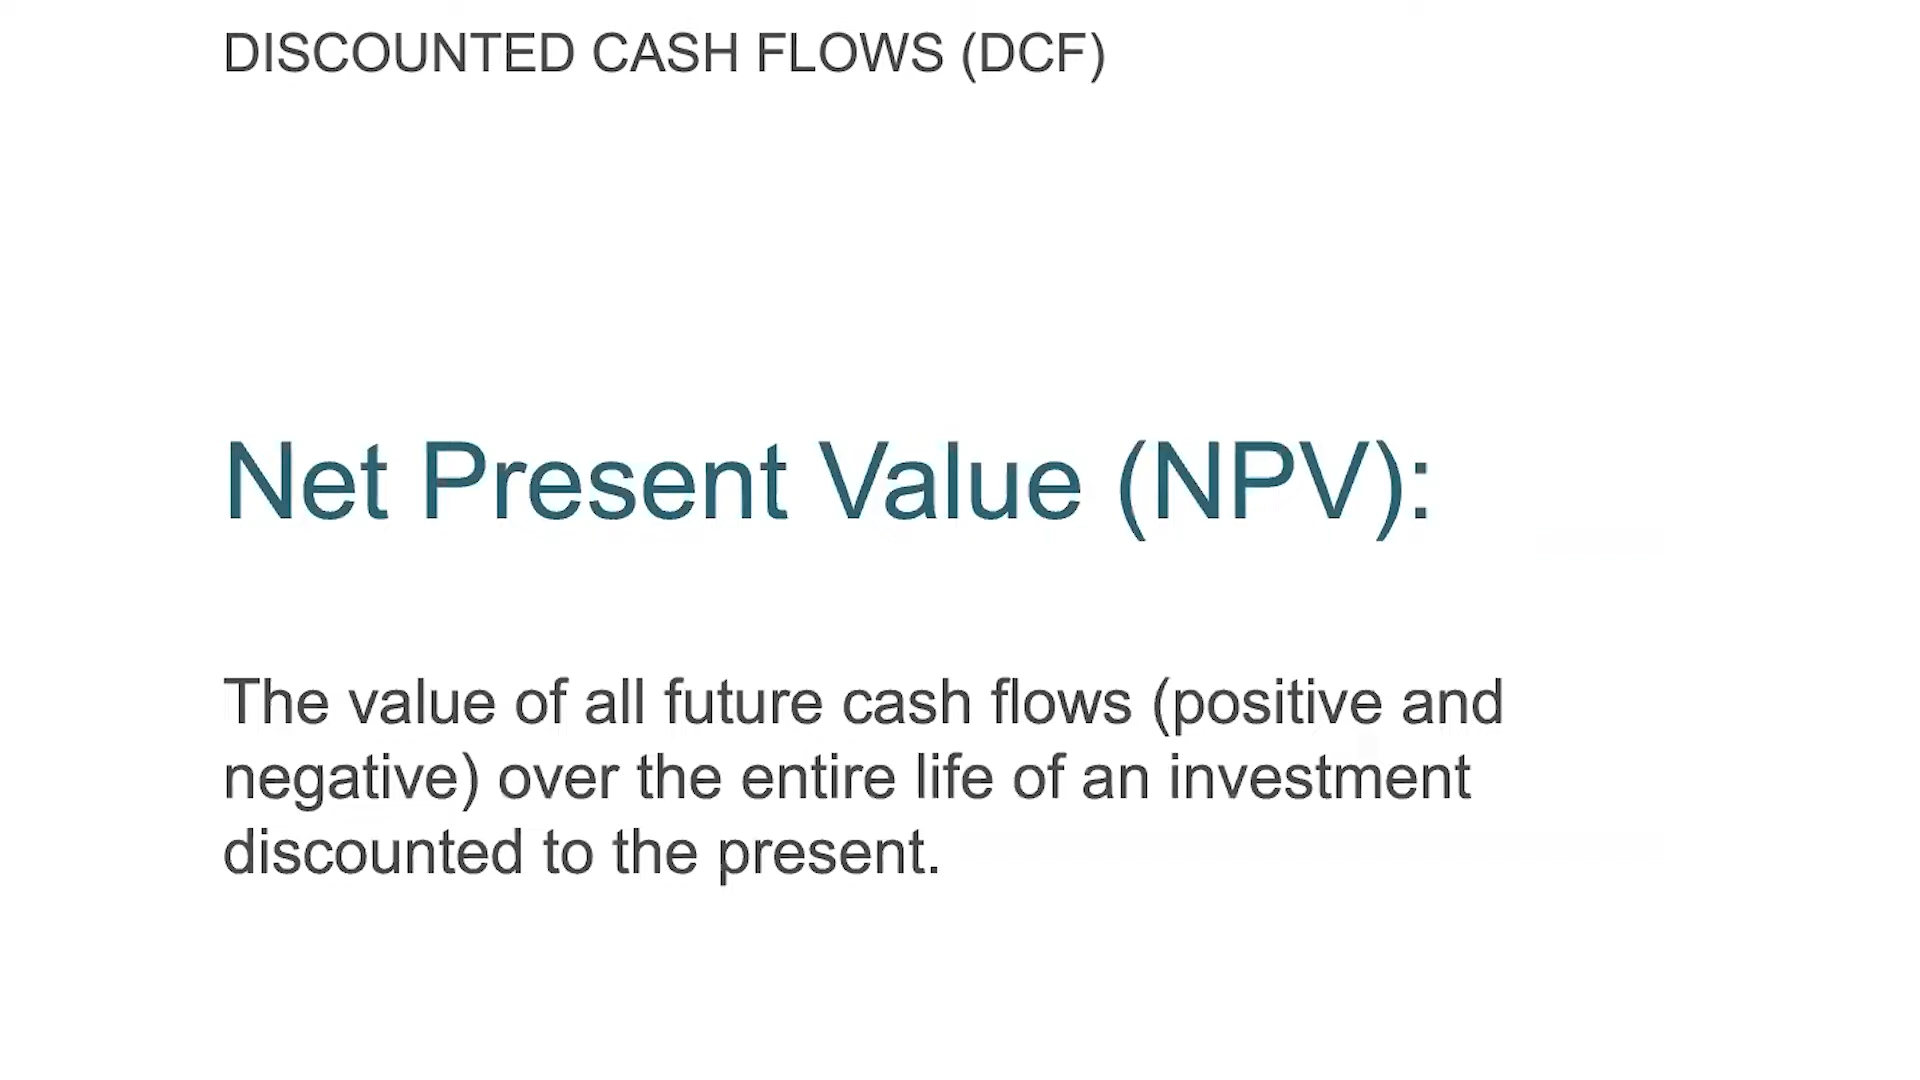 DISCOUNTED CASH FLOWS (DCF)
Net Present Value (NPV):
The value of all future cash flows (positive and
negative) over the entire life of an investment
discounted to the present.